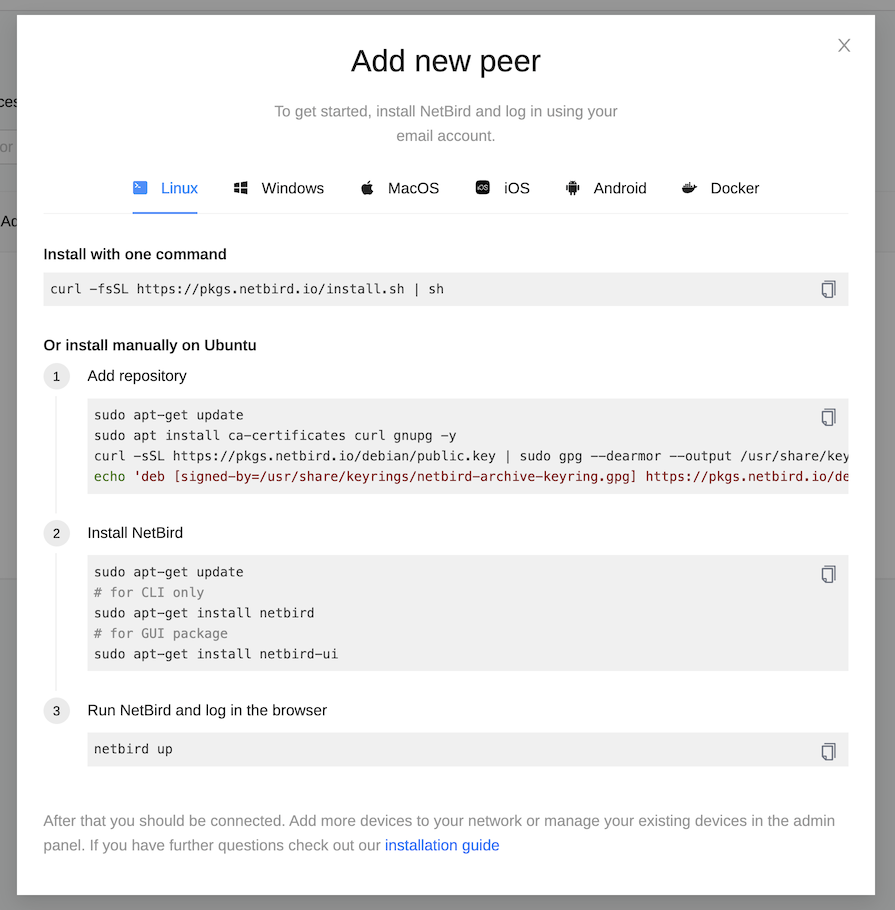 Add new peer
To get started, install NetBird and log in using your
email account.
Linux Windows MacOS iOS Android Docker
Install with one command
curl -fsSL https://pkgs.netbird.io/install.sh | sh
Or install manually on Ubuntu
1 Add repository
sudo apt-get update
sudo apt install ca-certificates curl gnupg -y
curl -sSL https://pkgs.netbird.io/debian/public.key | sudo gpg --dearmor --output /usr/share/key
echo 'deb [signed-by=/usr/share/keyrings/netbird-archive-keyring.gpg] https://pkgs.netbird.io/de
2 Install NetBird
sudo apt-get update
# for CLI only
sudo apt-get install netbird
# for GUI package
sudo apt-get install netbird-ui
3 Run NetBird and log in the browser
netbird up
After that you should be connected. Add more devices to your network or manage your existing devices in the admin
panel. If you have further questions check out our installation guide